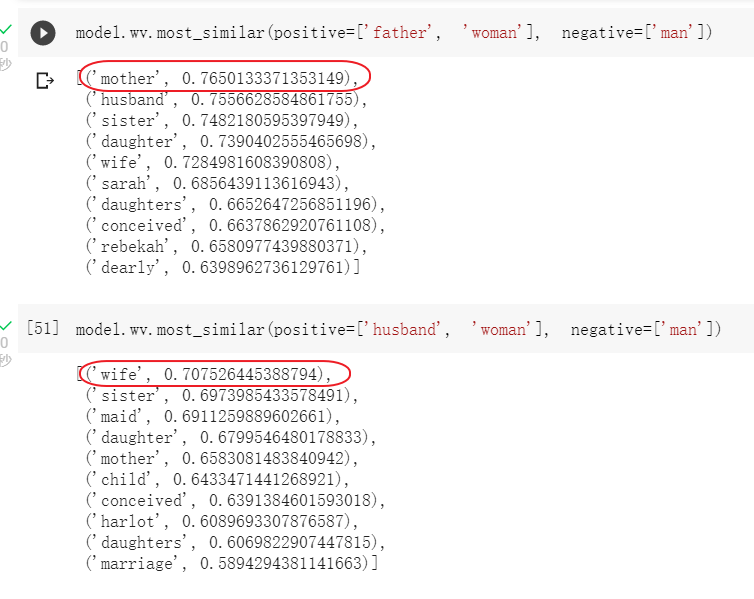 model.wv.most_similar(positive=['father', 'woman'], negative=['man'])
0
秒
[('mother', 0.7650133371353149),
('husband', 0.7556628584861755),
('sister', 0.7482180595397949),
('daughter', 0.7390402555465698),
('wife', 0.7284981608390808),
('sarah', 0.6856439113616943),
('daughters', 0.6652647256851196),
('conceived', 0.6637862920761108),
('rebekah', 0.6580977439880371),
('dearly', 0.6398962736129761)]
[51] model.wv.most_similar(positive=['husband', 'woman'], negative=['man'])
0
秒
[('wife', 0.707526445388794),
('sister', 0.6973985433578491),
('maid', 0.6911259889602661),
('daughter', 0.6799546480178833),
('mother', 0.6583081483840942),
('child', 0.6433471441268921),
('conceived', 0.6391384601593018),
('harlot', 0.6089693307876587),
('daughters', 0.6069822907447815),
('marriage', 0.5894294381141663)]